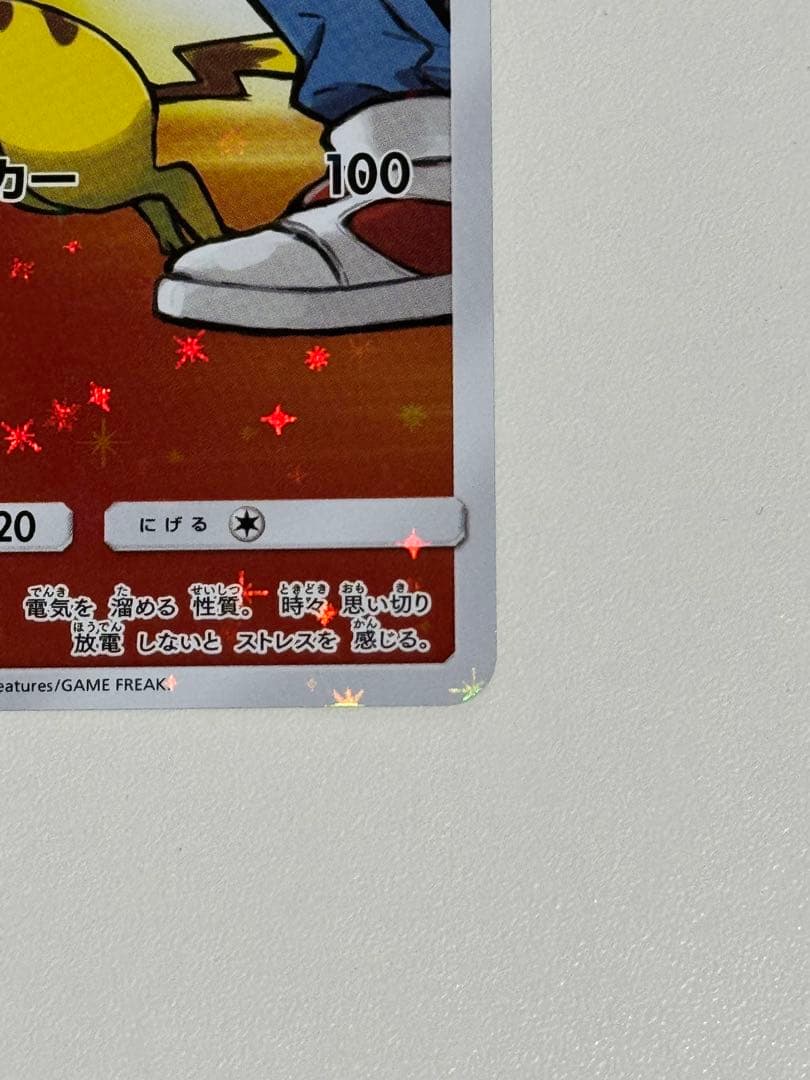 カー 100
20 にげる
電気を 溜める 性質。 時々 思い切り
放電 しないと ストレスを 感じる。
eatures/GAME FREAK.